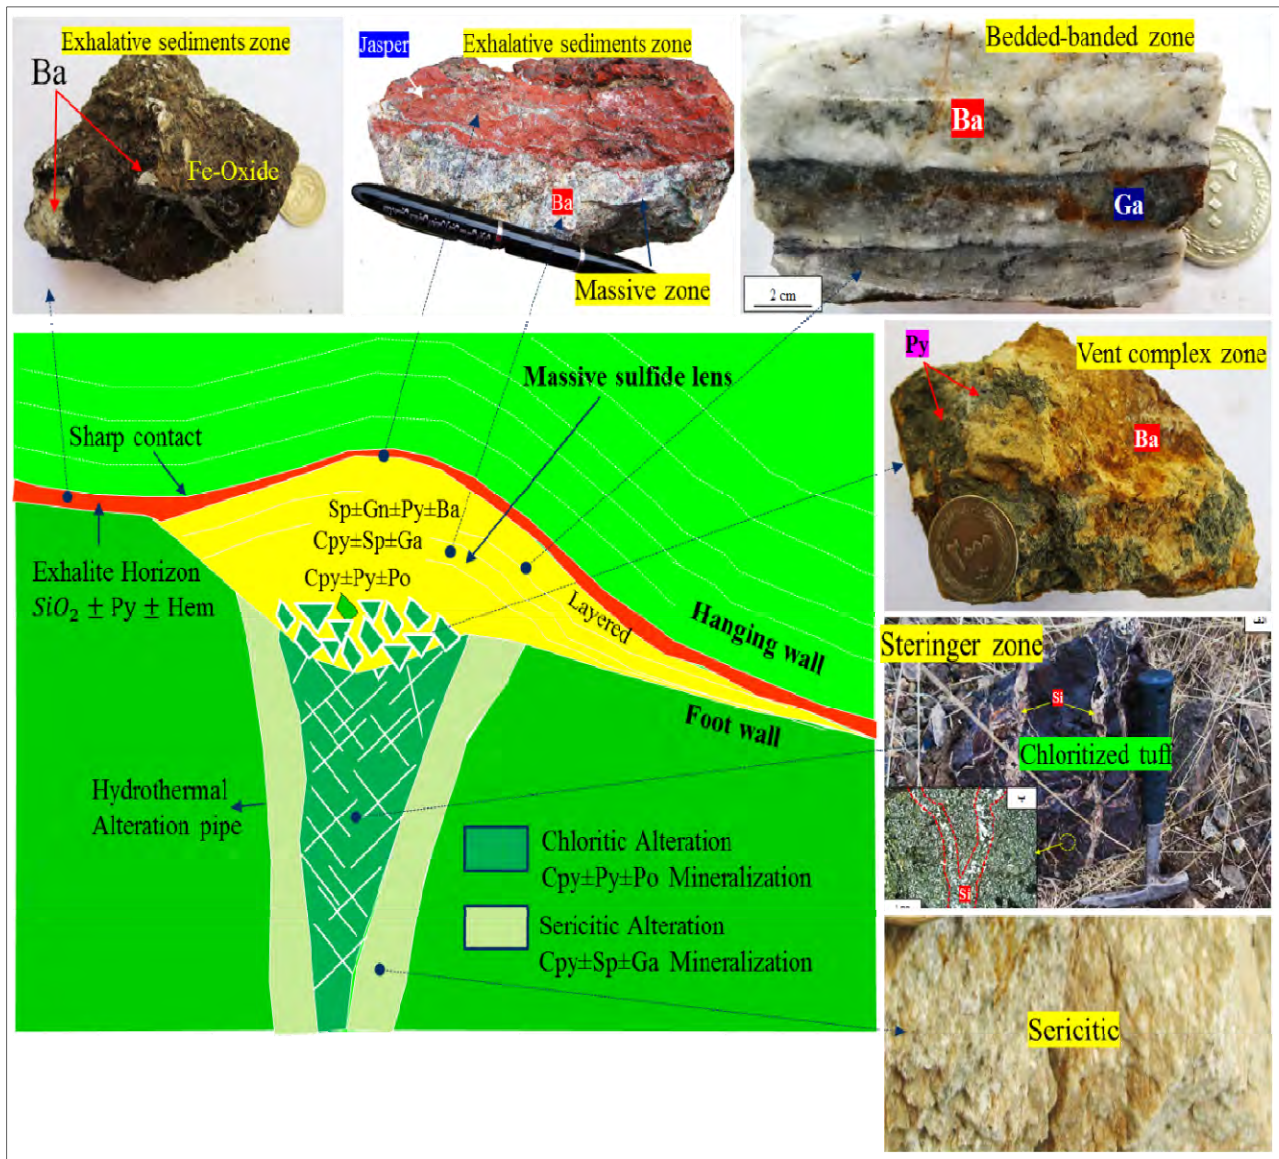 Exhalative sediments zone
Ba
Fe-Oxide
Jasper
Exhalative sediments zone
Ba
Massive zone
Bedded-banded zone
Ba
Ga
2 cm
Py
Vent complex zone
Ba
Massive sulfide lens
Sharp contact
Sp±Gn±Py±Ba
Cpy±Sp±Ga
Cpy±Py±Po
Exhalite Horizon
SiO₂ ± Py ± Hem
Layered
Hanging wall
Foot wall
Hydrothermal
Alteration pipe
Chloritic Alteration
Cpy±Py±Po Mineralization
Sericitic Alteration
Cpy±Sp±Ga Mineralization
Steringer zone
Si
Chloritized tuff
ب
Si
Sericitic